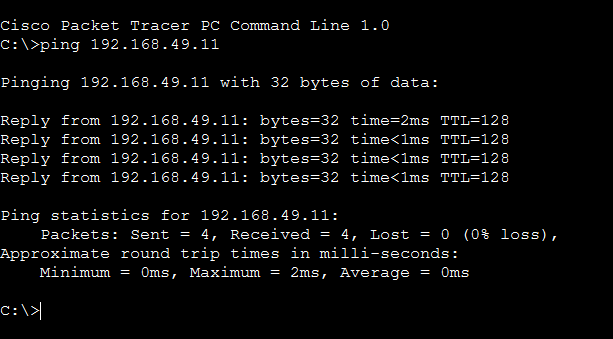 Cisco Packet Tracer PC Command Line 1.0
C:\>ping 192.168.49.11
Pinging 192.168.49.11 with 32 bytes of data:
Reply from 192.168.49.11: bytes=32 time=2ms TTL=128
Reply from 192.168.49.11: bytes=32 time<1ms TTL=128
Reply from 192.168.49.11: bytes=32 time<1ms TTL=128
Reply from 192.168.49.11: bytes=32 time<1ms TTL=128
Ping statistics for 192.168.49.11:
Packets: Sent = 4, Received = 4, Lost = 0 (0% loss),
Approximate round trip times in milli-seconds:
Minimum = 0ms, Maximum = 2ms, Average = 0ms
C:\>